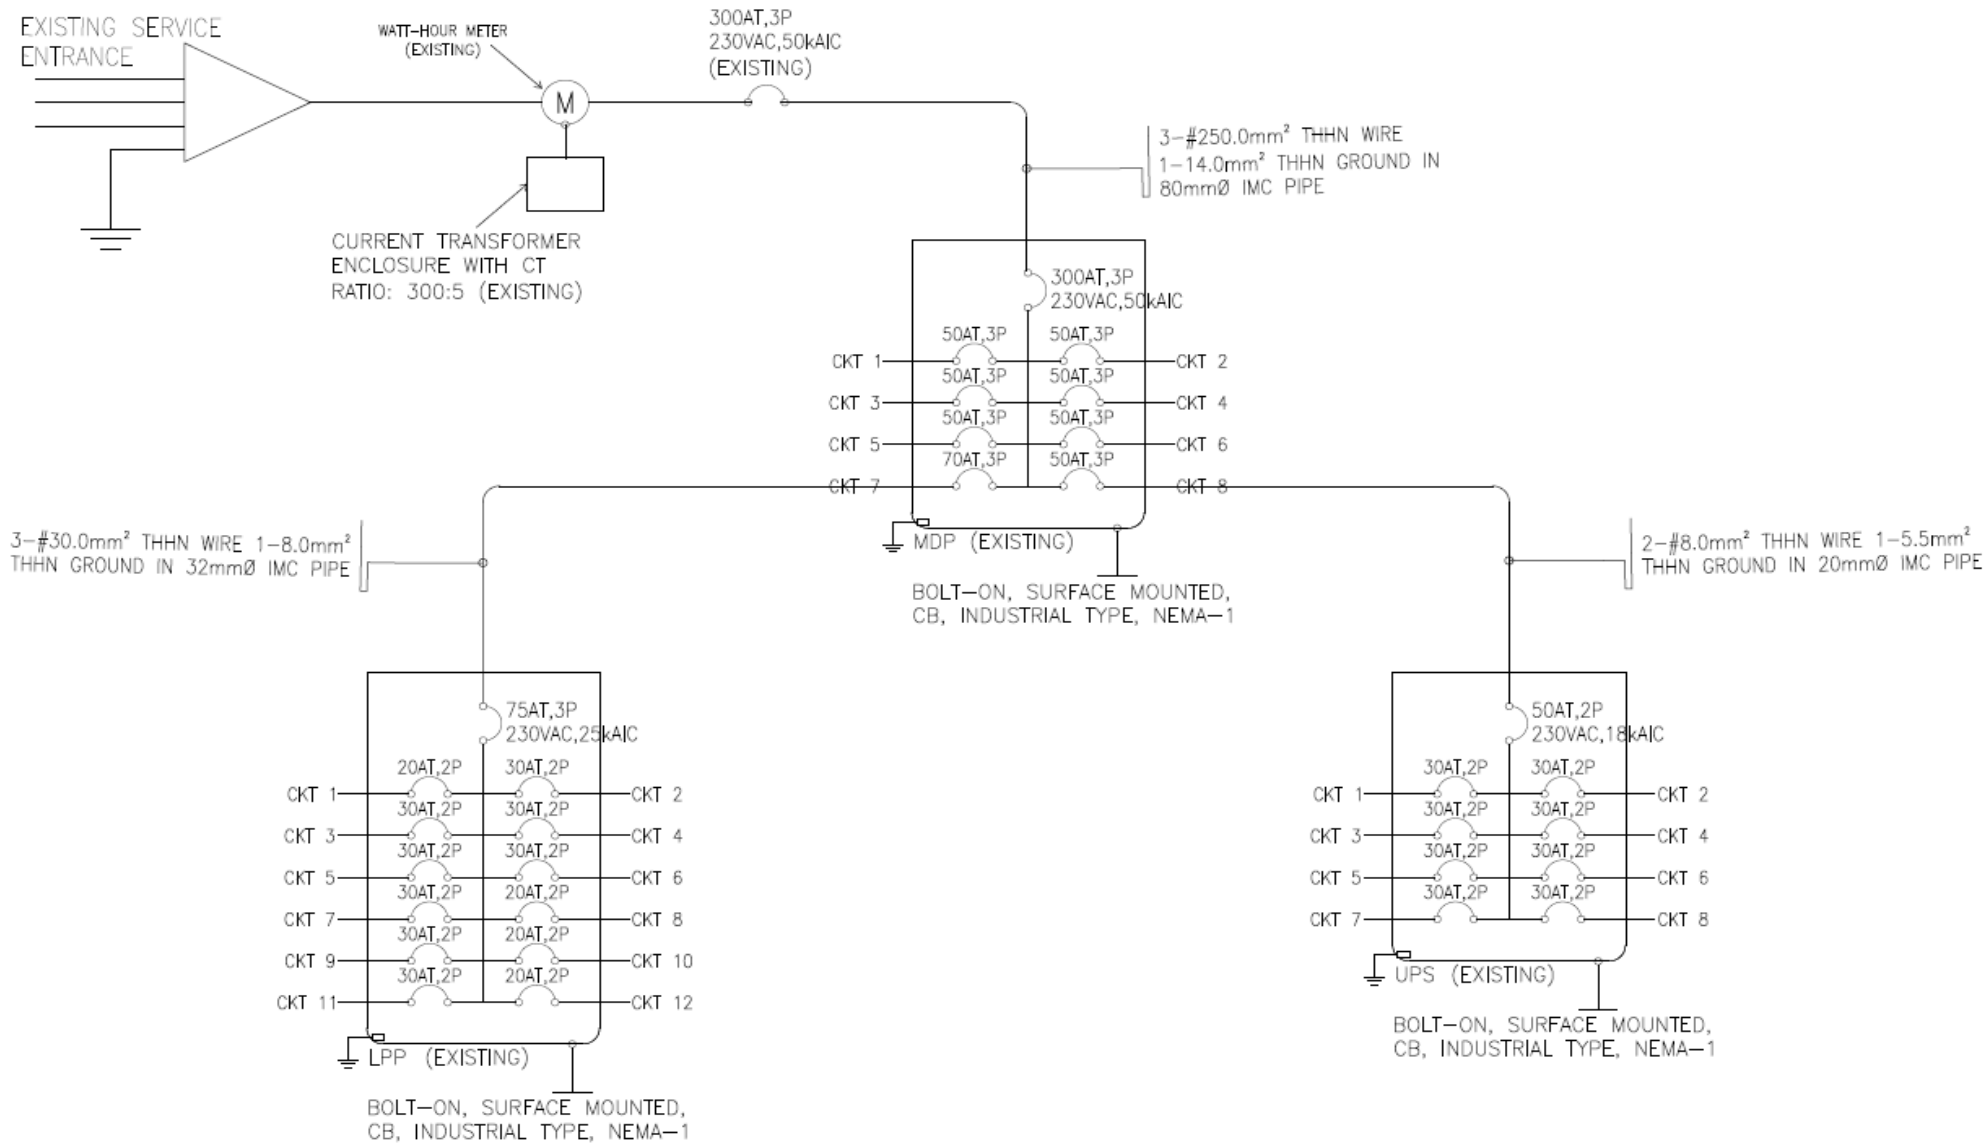 EXISTING SERVICE
ENTRANCE
WATT-HOUR METER
(EXISTING)
M
300AT,3P
230VAC,50kAIC
(EXISTING)
3-#250.0mm² THHN WIRE
1-14.0mm² THHN GROUND IN
80mmØ IMC PIPE
CURRENT TRANSFORMER
ENCLOSURE WITH CT
RATIO: 300:5 (EXISTING)
300AT,3P
230VAC,50kAIC
50AT,3P 50AT,3P
CKT 1 CKT 2
50AT,3P 50AT,3P
CKT 3 CKT 4
50AT,3P 50AT,3P
CKT 5 CKT 6
70AT,3P 50AT,3P
CKT 7 CKT 8
MDP (EXISTING)
BOLT-ON, SURFACE MOUNTED,
CB, INDUSTRIAL TYPE, NEMA-1
3-#30.0mm² THHN WIRE 1-8.0mm²
THHN GROUND IN 32mmØ IMC PIPE
2-#8.0mm² THHN WIRE 1-5.5mm²
THHN GROUND IN 20mmØ IMC PIPE
75AT,3P
230VAC,25kAIC
20AT,2P 30AT,2P
CKT 1 CKT 2
30AT,2P 30AT,2P
CKT 3 CKT 4
30AT,2P 30AT,2P
CKT 5 CKT 6
30AT,2P 20AT,2P
CKT 7 CKT 8
30AT,2P 20AT,2P
CKT 9 CKT 10
30AT,2P 20AT,2P
CKT 11 CKT 12
LPP (EXISTING)
BOLT-ON, SURFACE MOUNTED,
CB, INDUSTRIAL TYPE, NEMA-1
50AT,2P
230VAC,18kAIC
30AT,2P 30AT,2P
CKT 1 CKT 2
30AT,2P 30AT,2P
CKT 3 CKT 4
30AT,2P 30AT,2P
CKT 5 CKT 6
30AT,2P 30AT,2P
CKT 7 CKT 8
UPS (EXISTING)
BOLT-ON, SURFACE MOUNTED,
CB, INDUSTRIAL TYPE, NEMA-1